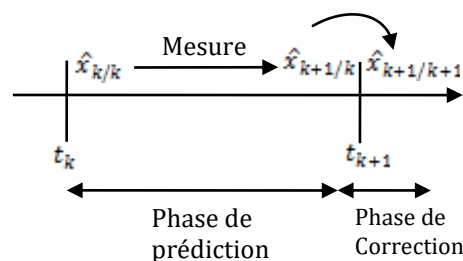 Mesure
x̂k/k
x̂k+1/k
x̂k+1/k+1
tk
tk+1
Phase de
prédiction
Phase de
Correction